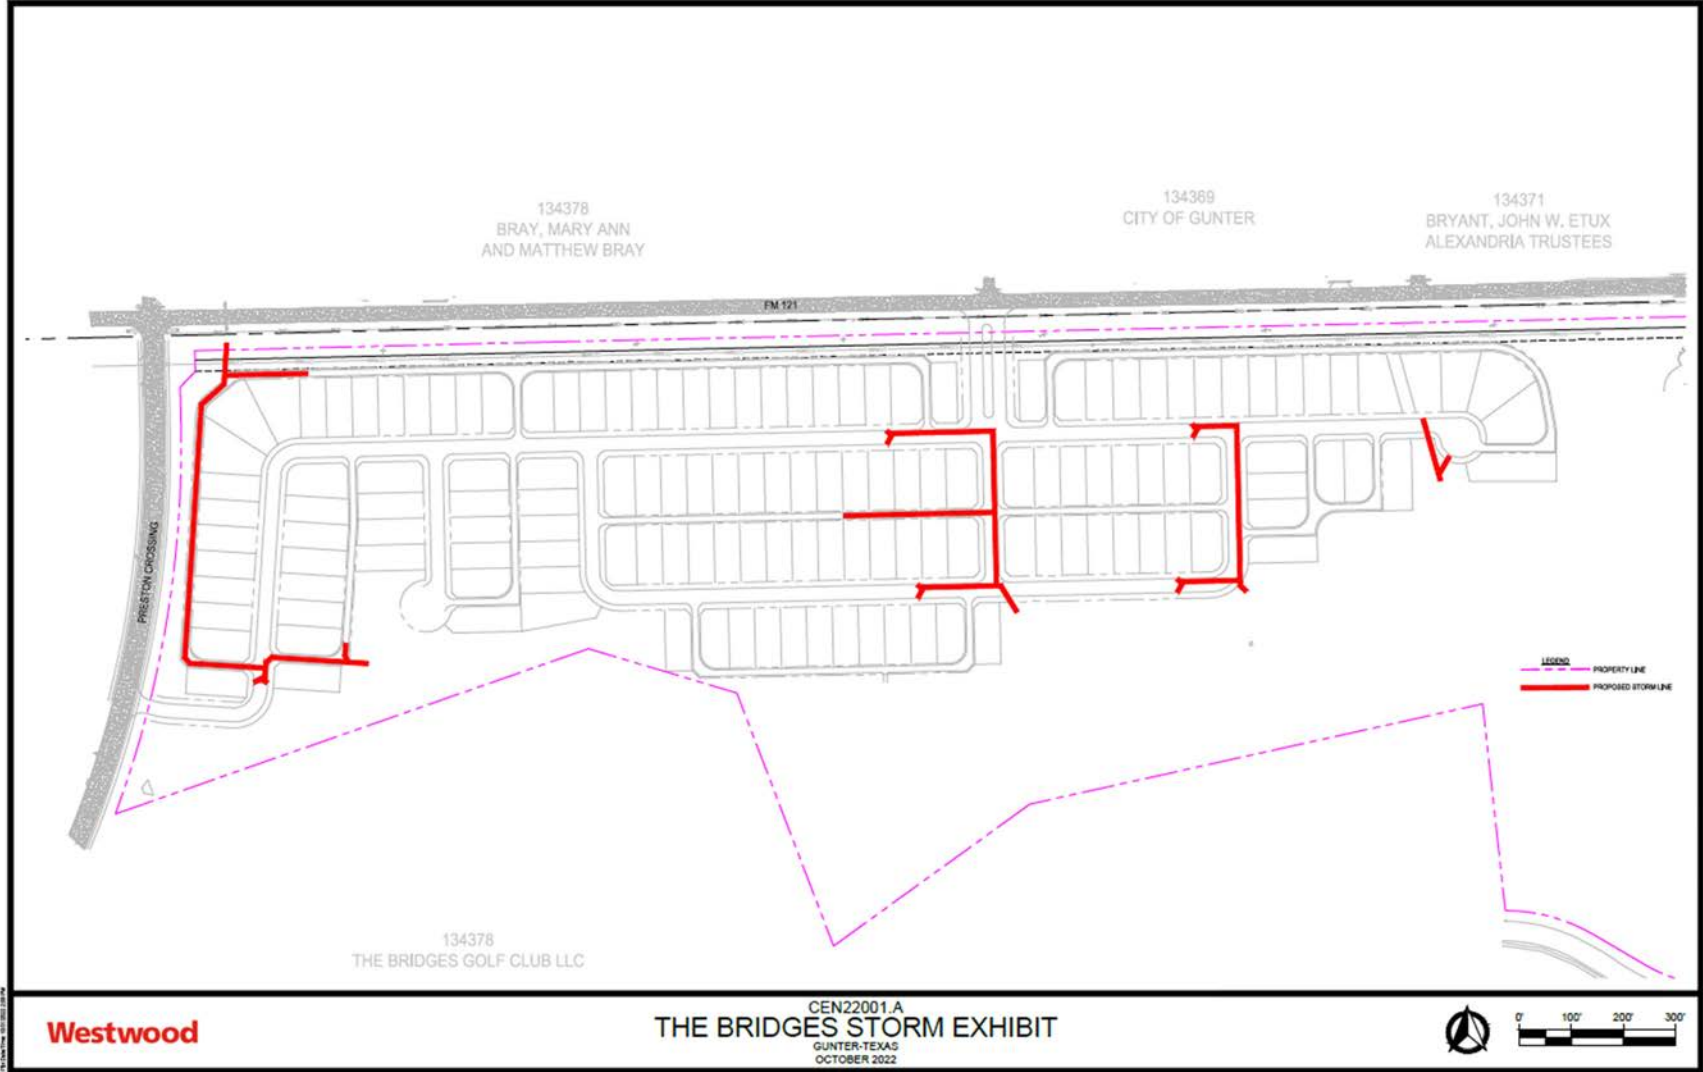 134378
BRAY, MARY ANN
AND MATTHEW BRAY
134369
CITY OF GUNTER
134371
BRYANT, JOHN W. ETUX
ALEXANDRIA TRUSTEES
FM 121
PRESTON CROSSING
LEGEND
PROPERTY LINE
PROPOSED STORM LINE
134378
THE BRIDGES GOLF CLUB LLC
Westwood
CEN22001.A
THE BRIDGES STORM EXHIBIT
GUNTER-TEXAS
OCTOBER 2022
0' 100' 200' 300'